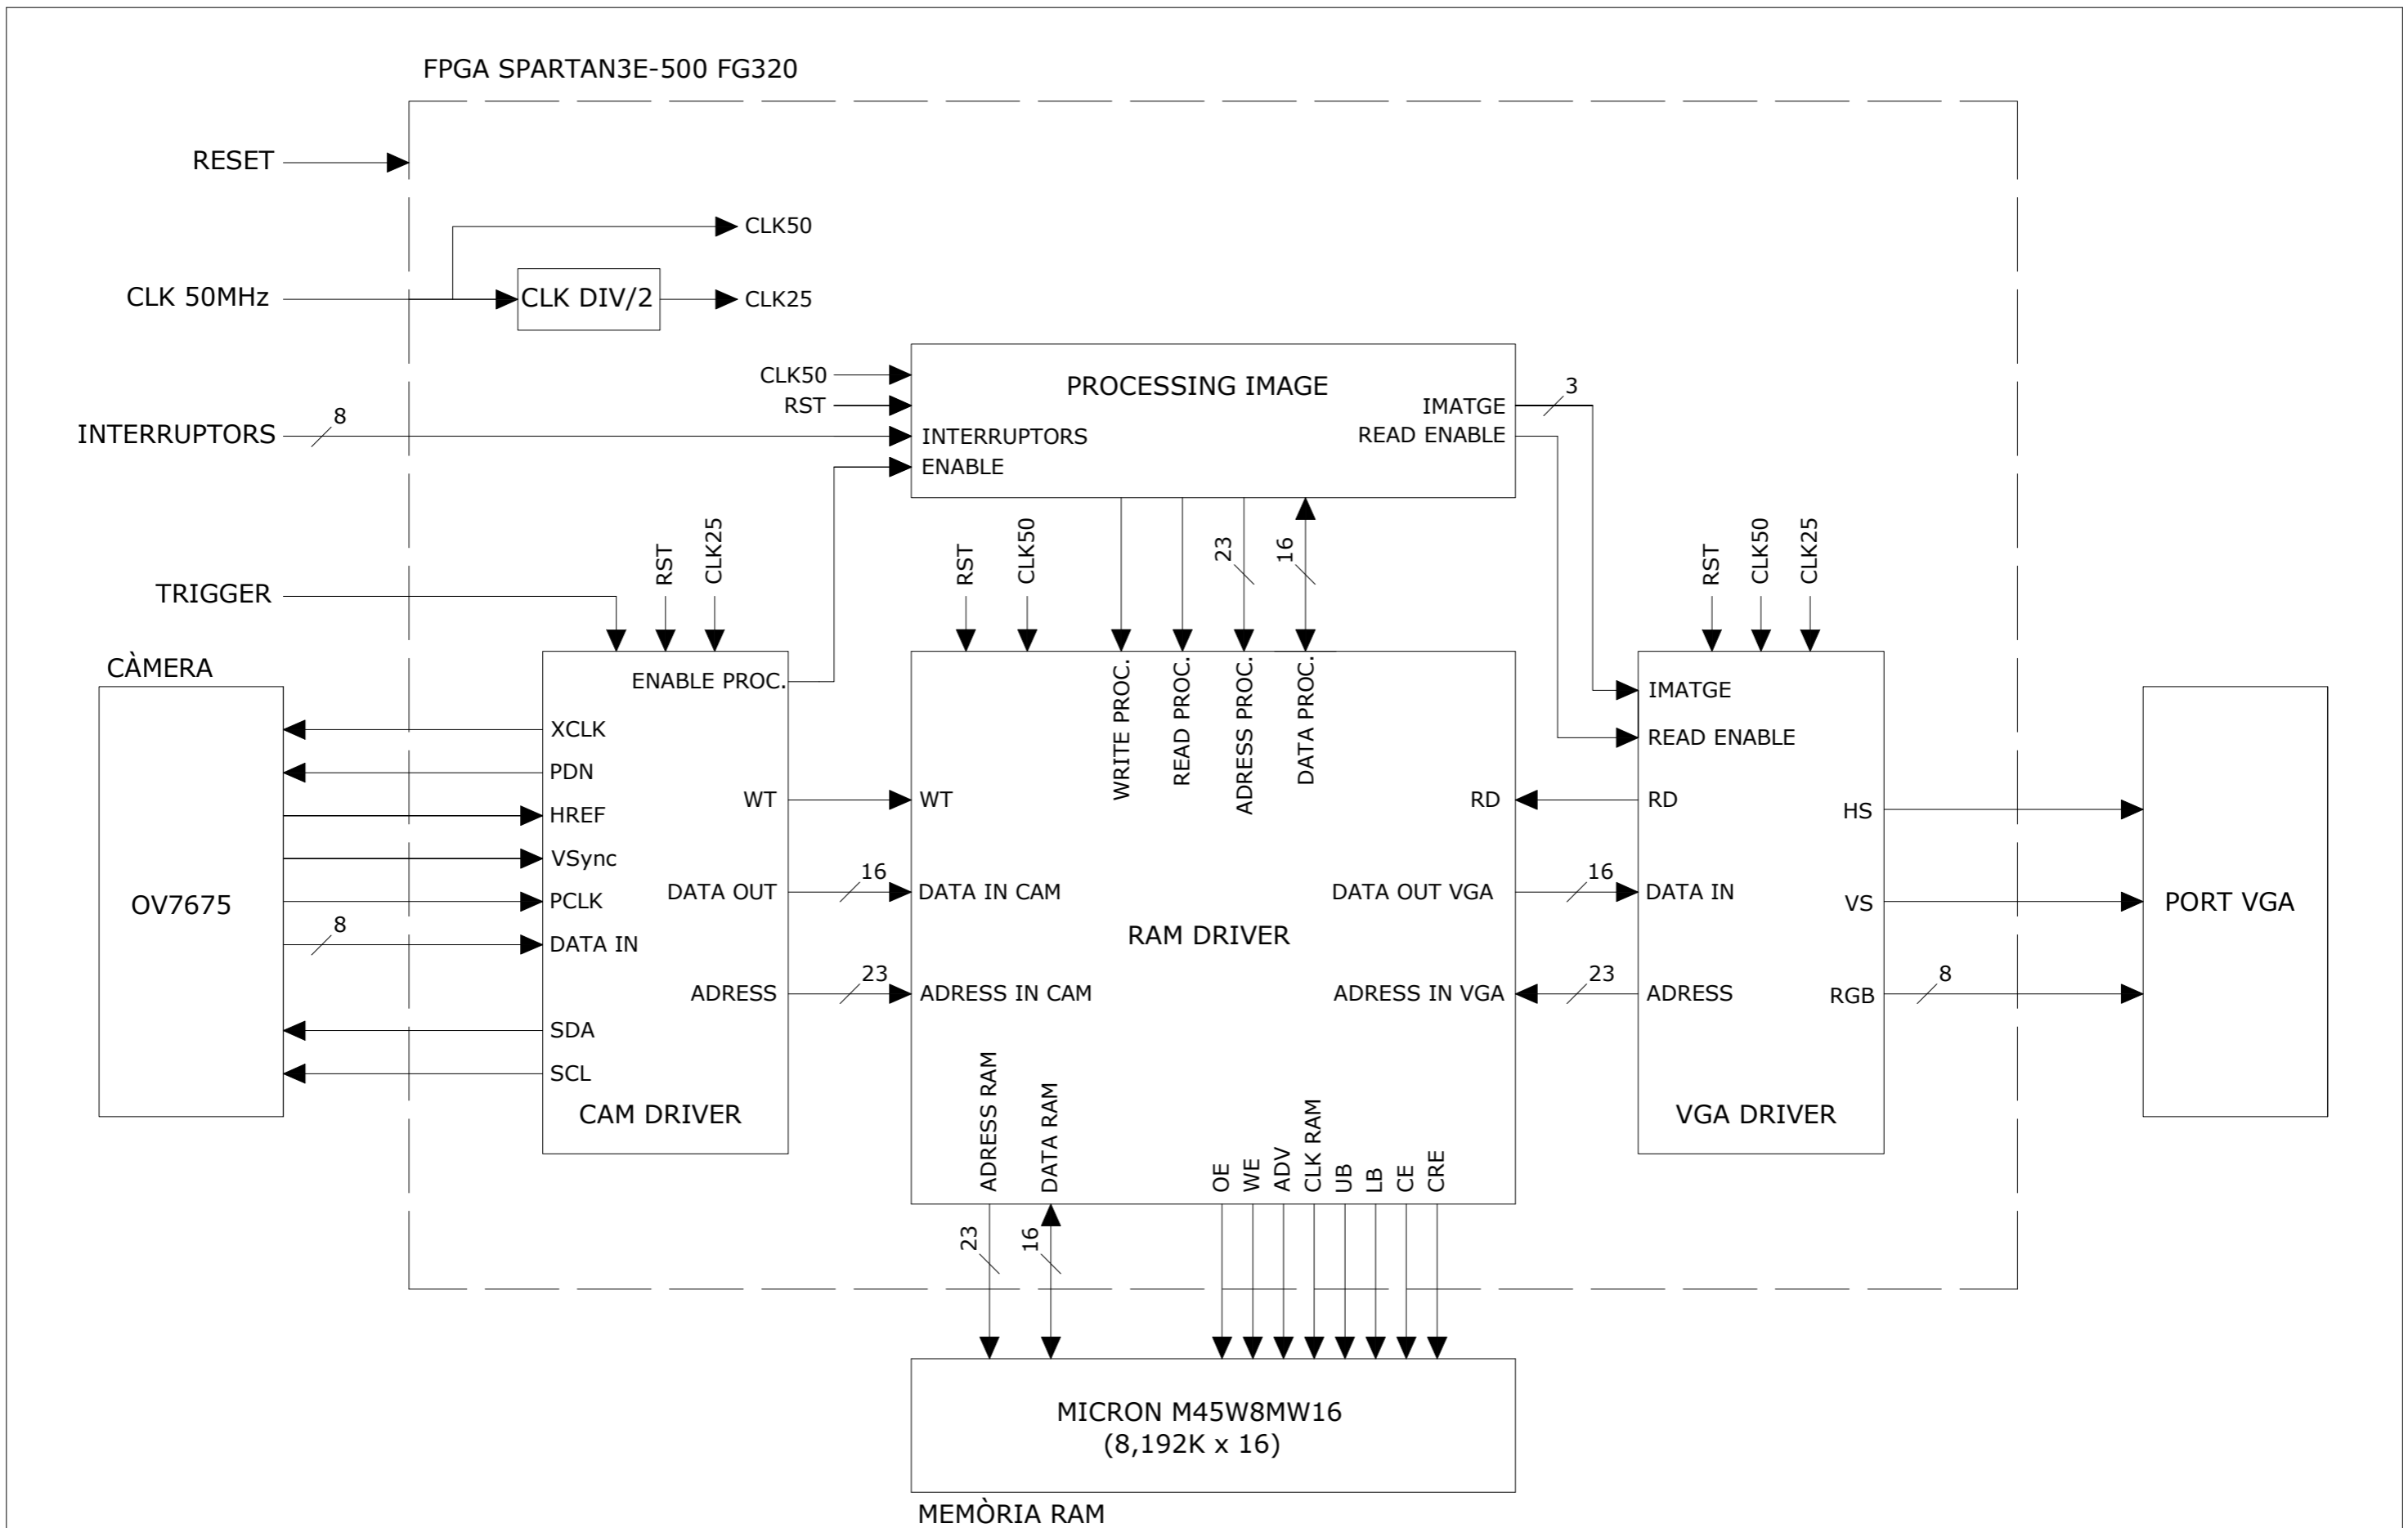 FPGA SPARTAN3E-500 FG320
RESET
CLK50
CLK 50MHz
CLK DIV/2
CLK25
CLK50
PROCESSING IMAGE
RST
IMATGE
3
INTERRUPTORS
8
INTERRUPTORS
READ ENABLE
ENABLE
TRIGGER
RST
CLK25
RST
CLK50
23
16
RST
CLK50
CLK25
CÀMERA
OV7675
8
ENABLE PROC.
XCLK
PDN
HREF
VSync
PCLK
DATA IN
SDA
SCL
WT
DATA OUT
ADRESS
CAM DRIVER
16
23
WRITE PROC.
READ PROC.
ADRESS PROC.
DATA PROC.
WT
RD
DATA IN CAM
DATA OUT VGA
RAM DRIVER
ADRESS IN CAM
ADRESS IN VGA
ADRESS RAM
DATA RAM
OE
WE
ADV
CLK RAM
UB
LB
CE
CRE
16
23
IMATGE
READ ENABLE
RD
HS
DATA IN
VS
ADRESS
RGB
VGA DRIVER
8
PORT VGA
23
16
MICRON M45W8MW16
(8,192K x 16)
MEMÒRIA RAM